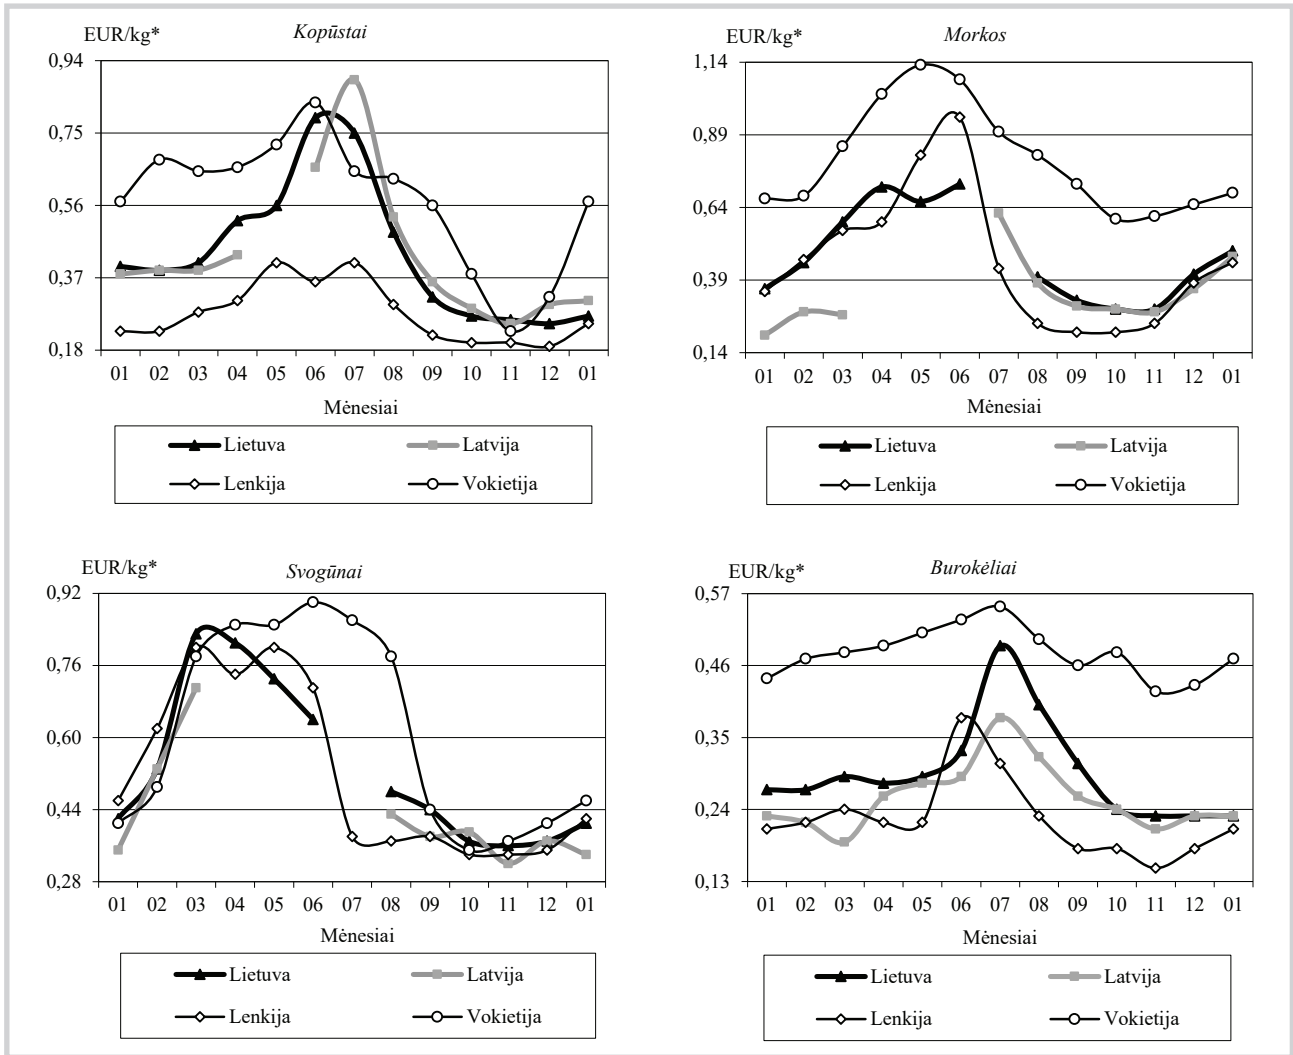 EUR/kg*
Kopūstai
0,94
0,75
0,56
0,37
0,18
01 02 03 04 05 06 07 08 09 10 11 12 01
Mėnesiai
Lietuva Latvija
Lenkija Vokietija
EUR/kg*
Morkos
1,14
0,89
0,64
0,39
0,14
01 02 03 04 05 06 07 08 09 10 11 12 01
Mėnesiai
Lietuva Latvija
Lenkija Vokietija
EUR/kg*
Svogūnai
0,92
0,76
0,60
0,44
0,28
01 02 03 04 05 06 07 08 09 10 11 12 01
Mėnesiai
Lietuva Latvija
Lenkija Vokietija
EUR/kg*
Burokėliai
0,57
0,46
0,35
0,24
0,13
01 02 03 04 05 06 07 08 09 10 11 12 01
Mėnesiai
Lietuva Latvija
Lenkija Vokietija